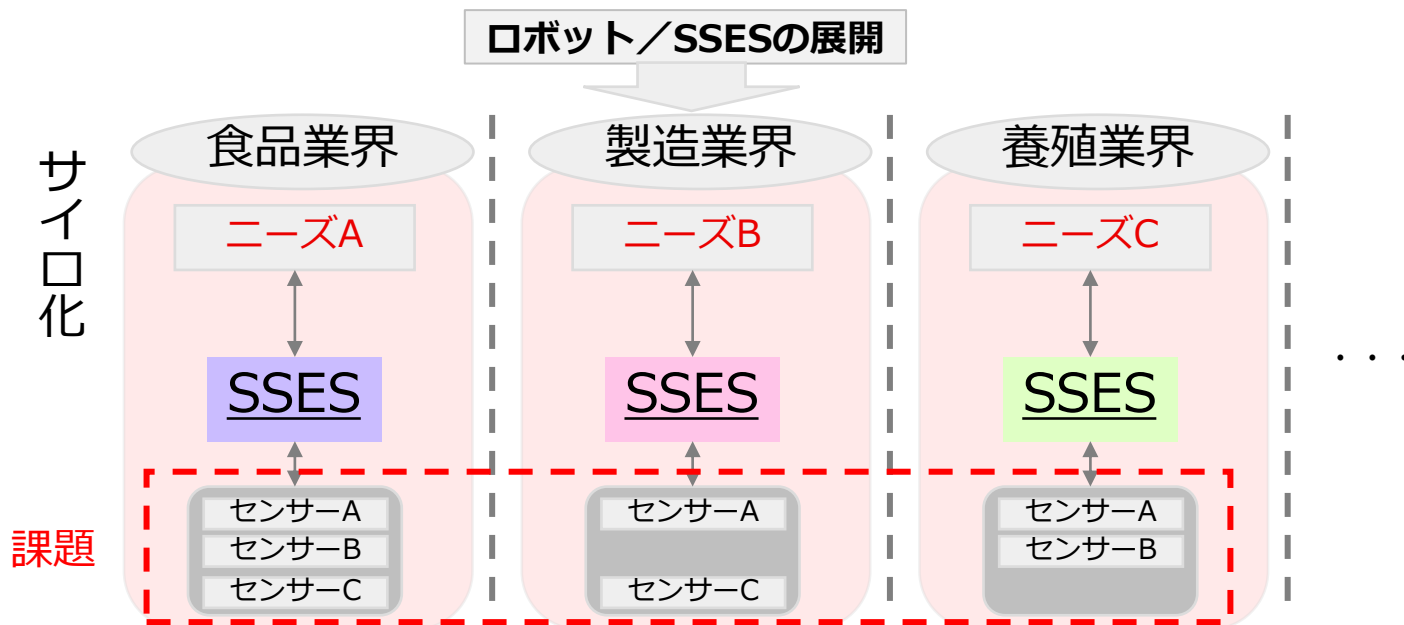 ロボット／SSESの展開
食品業界
製造業界
養殖業界
サイロ化
ニーズA
ニーズB
ニーズC
SSES
SSES
SSES
・・・
課題
センサーA
センサーB
センサーC
センサーA
センサーC
センサーA
センサーB